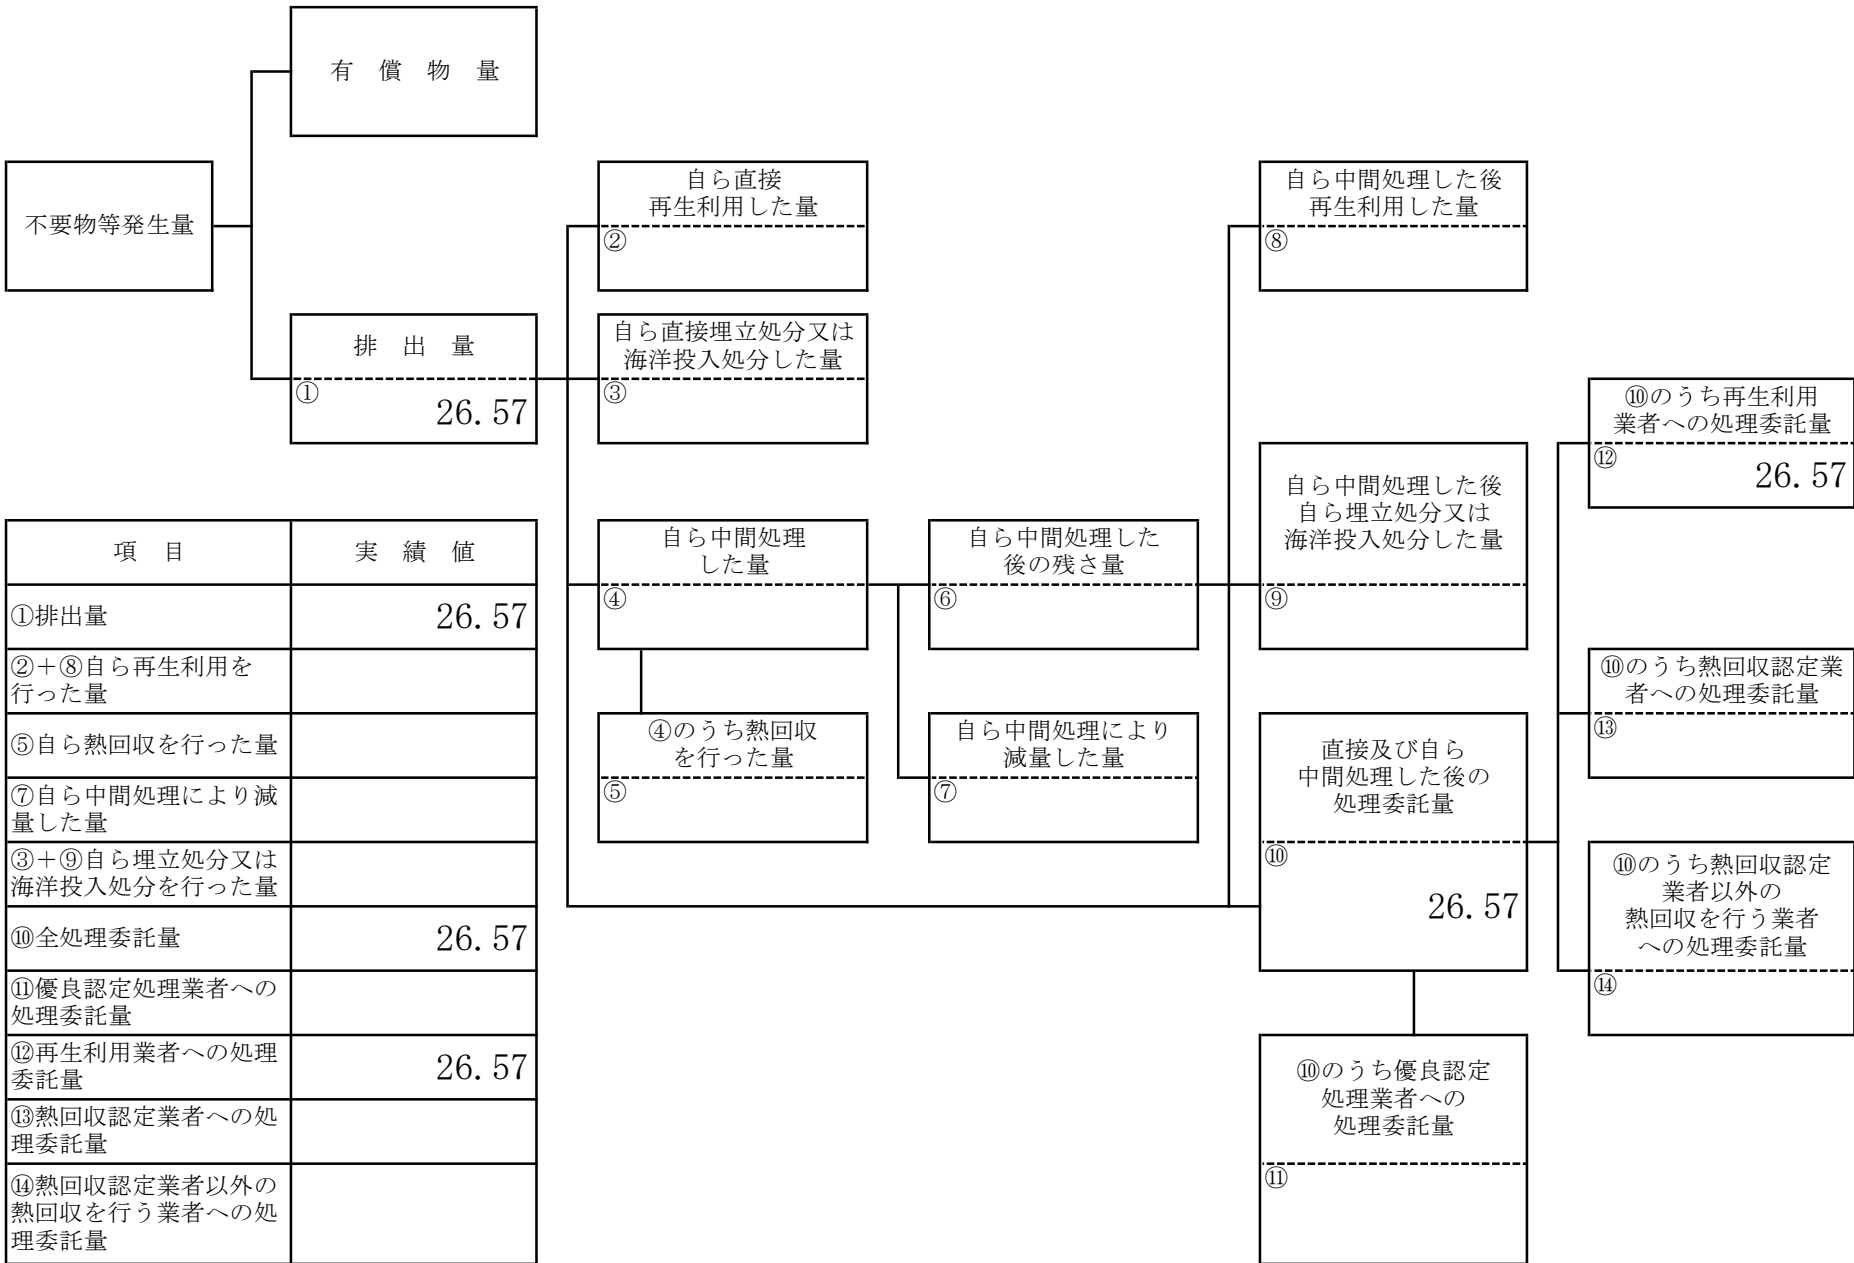 有　償　物　量
不要物等発生量
排　出　量
①
26.57
自ら直接
再生利用した量
②
自ら直接埋立処分又は
海洋投入処分した量
③
自ら中間処理
した量
④
④のうち熱回収
を行った量
⑤
自ら中間処理した
後の残さ量
⑥
自ら中間処理により
減量した量
⑦
自ら中間処理した後
再生利用した量
⑧
自ら中間処理した後
自ら埋立処分又は
海洋投入処分した量
⑨
直接及び自ら
中間処理した後の
処理委託量
⑩
26.57
⑩のうち優良認定
処理業者への
処理委託量
⑪
⑩のうち再生利用
業者への処理委託量
⑫
26.57
⑩のうち熱回収認定業
者への処理委託量
⑬
⑩のうち熱回収認定
業者以外の
熱回収を行う業者
への処理委託量
⑭
項　目　実　績　値
①排出量　26.57
②＋⑧自ら再生利用を
行った量
⑤自ら熱回収を行った量
⑦自ら中間処理により減
量した量
③＋⑨自ら埋立処分又は
海洋投入処分を行った量
⑩全処理委託量　26.57
⑪優良認定処理業者への
処理委託量
⑫再生利用業者への処理
委託量　26.57
⑬熱回収認定業者への処
理委託量
⑭熱回収認定業者以外の
熱回収を行う業者への処
理委託量